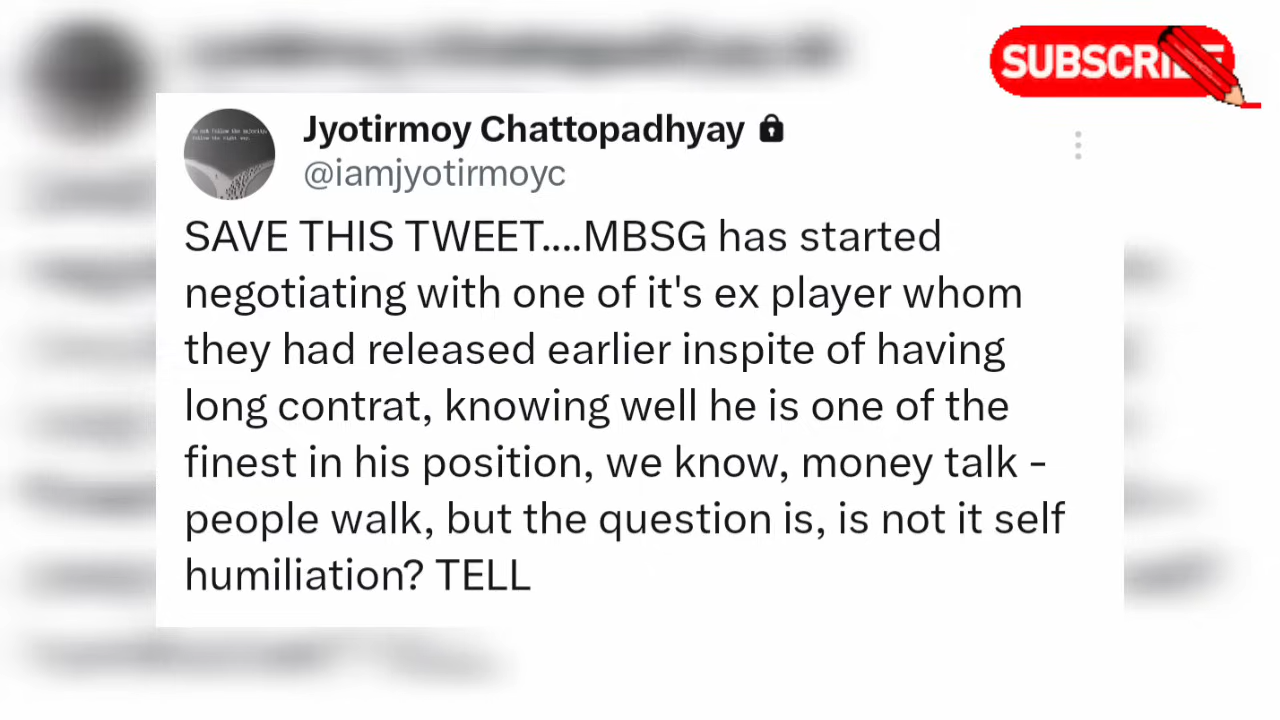 SUBSCRIBE
Jyotirmoy Chattopadhyay
@iamjyotirmoyc
SAVE THIS TWEET....MBSG has started
negotiating with one of it's ex player whom
they had released earlier inspite of having
long contrat, knowing well he is one of the
finest in his position, we know, money talk -
people walk, but the question is, is not it self
humiliation? TELL